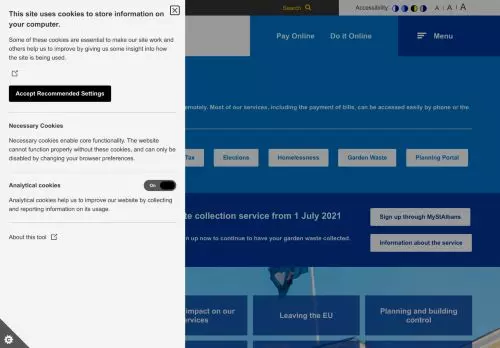 This site uses cookies to store information on
your computer.
Some of these cookies are essential to make our site work and
others help us to improve by giving us some insight into how
the site is being used.
Accept Recommended Settings
Necessary Cookies
Necessary cookies enable core functionality. The website
cannot function properly without these cookies, and can only be
disabled by changing your browser preferences.
Analytical cookies
On
Analytical cookies help us to improve our website by collecting
and reporting information on its usage.
About this tool
Search
Accessibility
A A A
Pay Online
Do it Online
Menu
emotely. Most of our services, including the payment of bills, can be accessed easily by phone or the
Tax
Elections
Homelessness
Garden Waste
Planning Portal
te collection service from 1 July 2021
n up now to continue to have your garden waste collected.
Sign up through MyStAlbans
Information about the service
impact on our
rvices
Leaving the EU
Planning and building
control